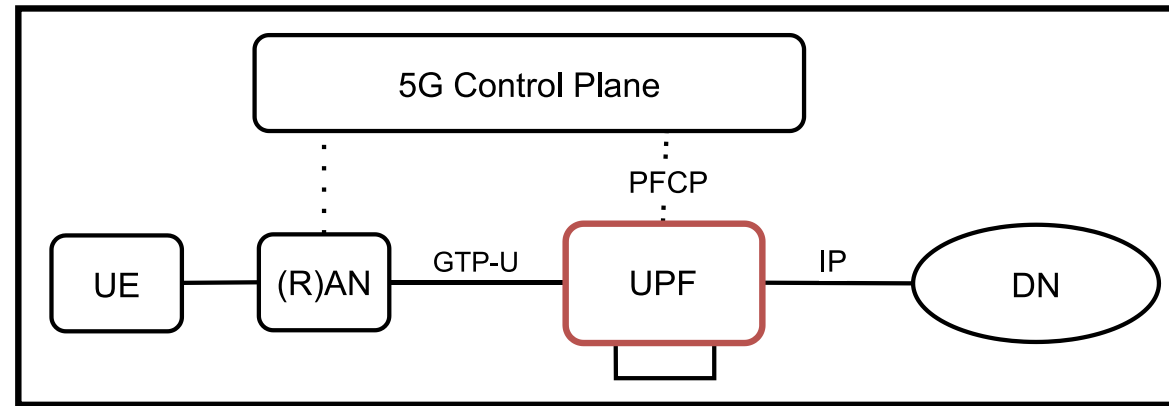 5G Control Plane
PFCP
UE
(R)AN
GTP-U
UPF
IP
DN